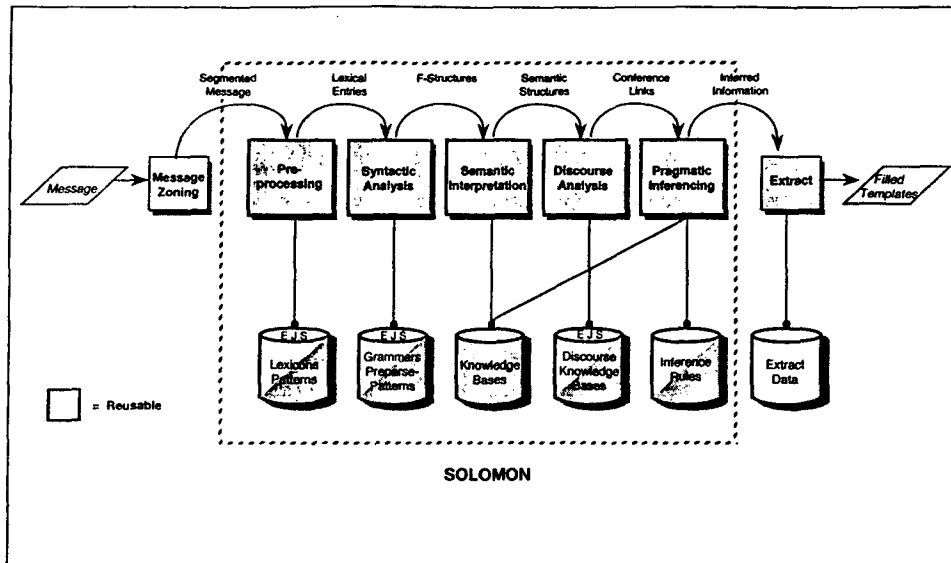 Segmented
Message
Lexical
Entries
F-Structures
Semantic
Structures
Conference
Links
Inferred
Information
Message
Message
Zoning
Pre-
processing
Syntactic
Analysis
Semantic
Interpretation
Discourse
Analysis
Pragmatic
Inferencing
Extract
Filled
Templates
E J S
Lexicons
Patterns
E J S
Grammars
Preparse-
Patterns
Knowledge
Bases
E J S
Discourse
Knowledge
Bases
Inference
Rules
Extract
Data
= Reusable
SOLOMON